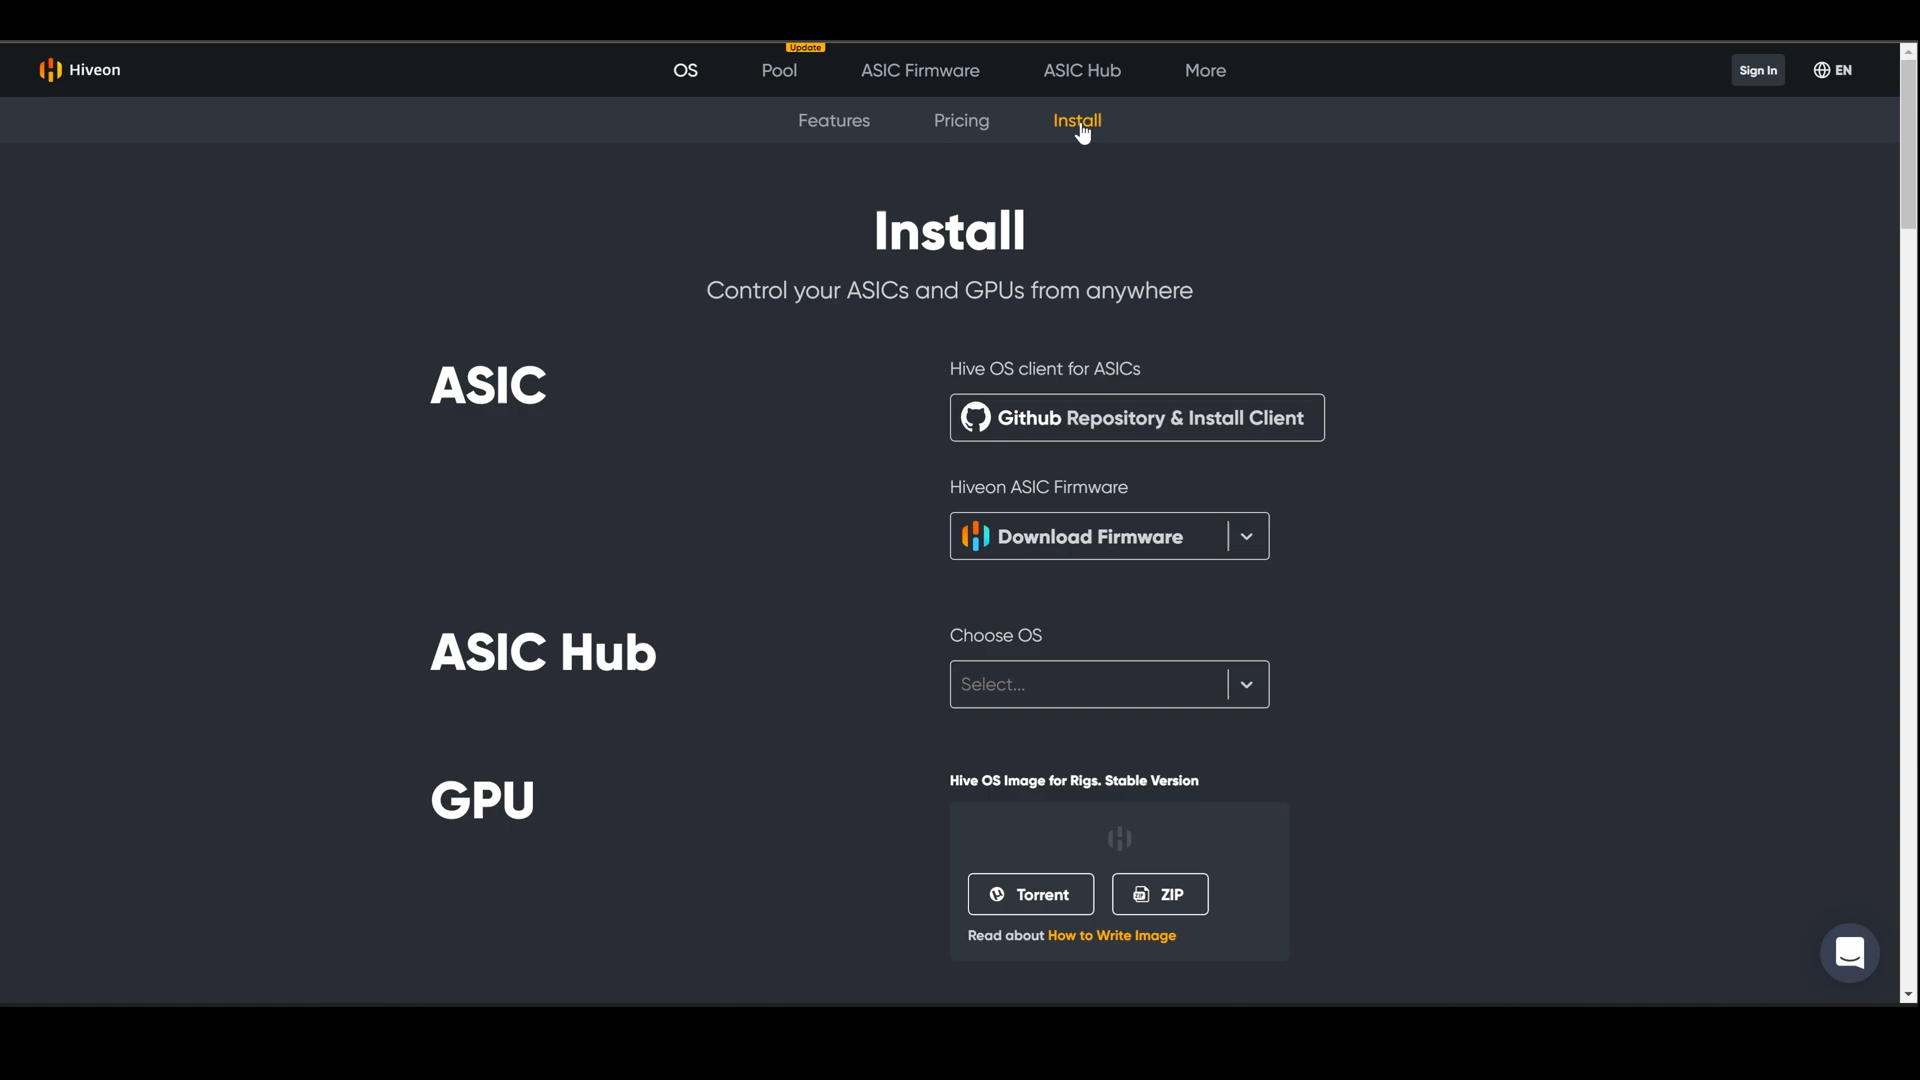 Hiveon
OS
Update
Pool
ASIC Firmware
ASIC Hub
More
Sign In
EN
Features
Pricing
Install
Install
Control your ASICs and GPUs from anywhere
ASIC
Hive OS client for ASICs
Github Repository & Install Client
Hiveon ASIC Firmware
Download Firmware
ASIC Hub
Choose OS
Select...
GPU
Hive OS Image for Rigs. Stable Version
Torrent
ZIP
ZIP
Read about How to Write Image